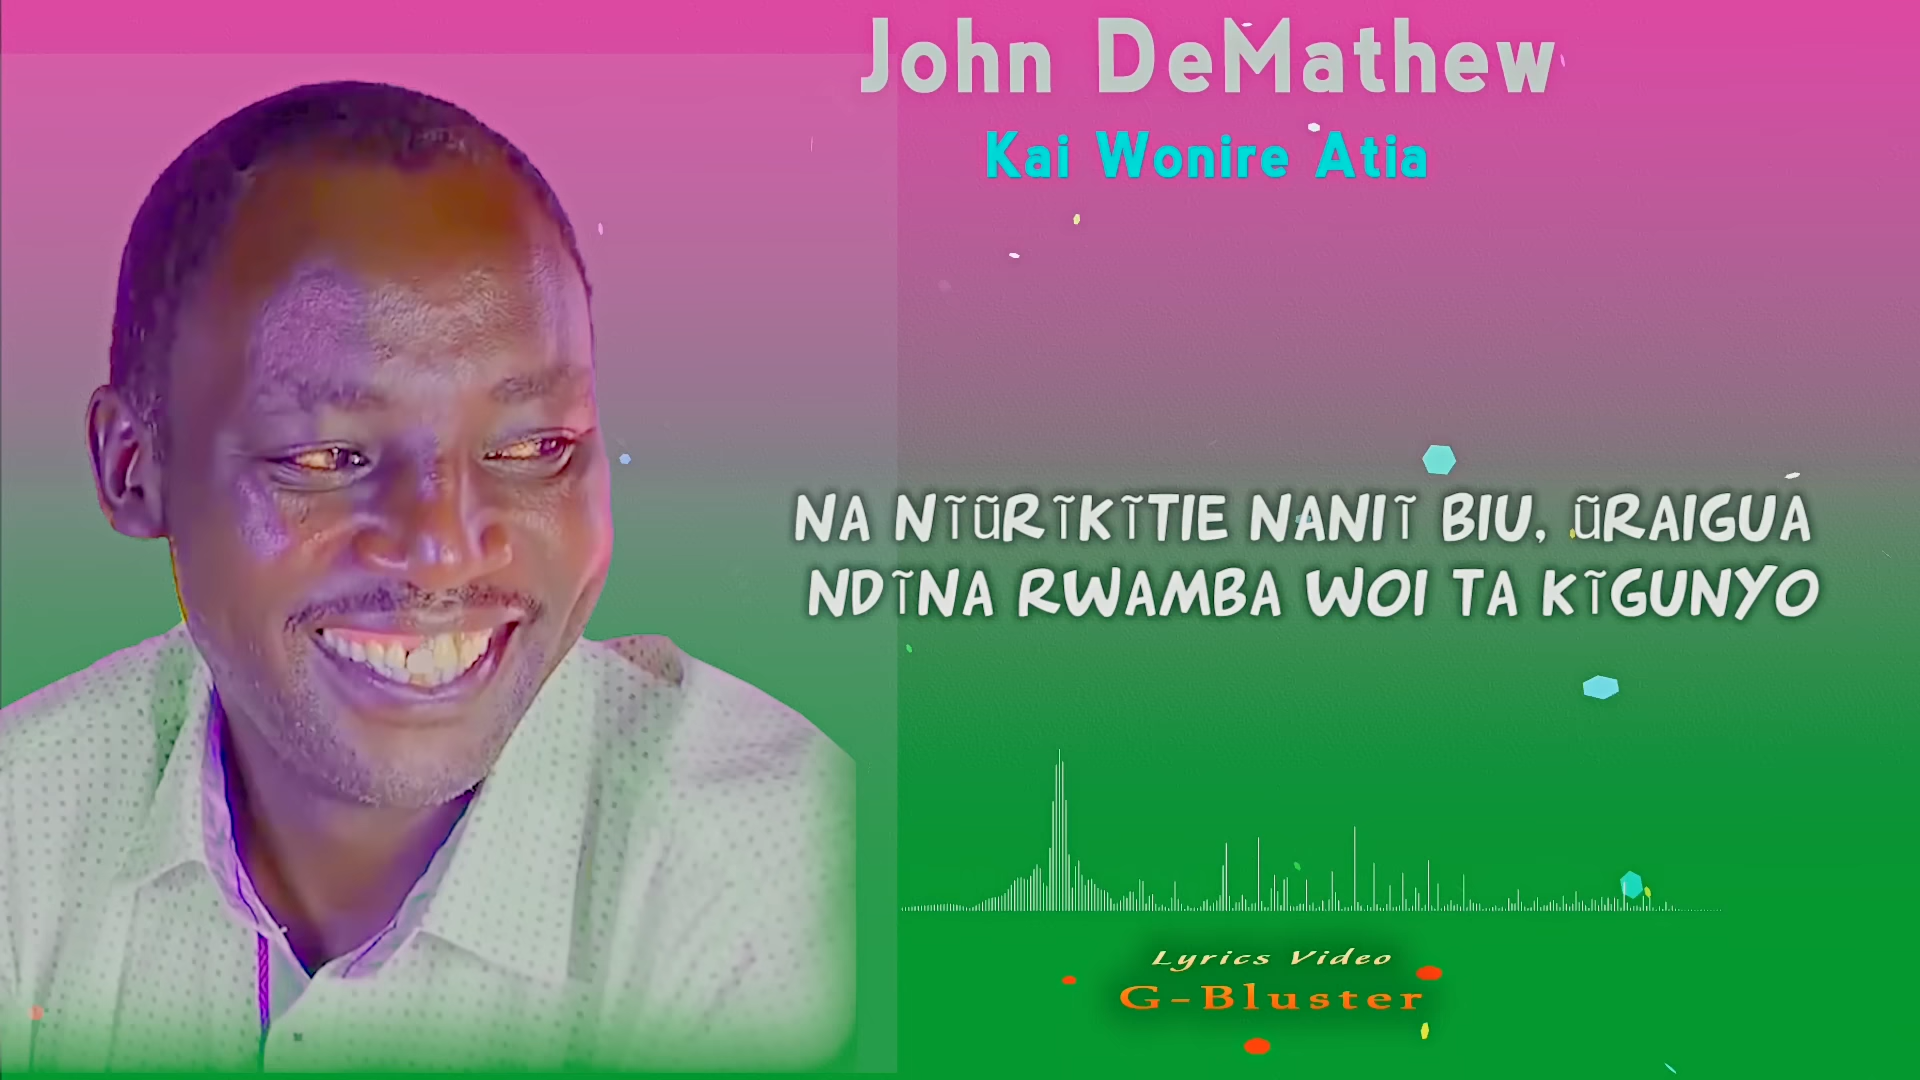 John DeMathew
Kai Wonire Atia
NA NĨŨRĨKĨTIE NANIĨ BIU, ŨRAIGUA
NDĨNA RWAMBA WOI TA KĨGUNYO
Lyrics Video
G-Bluster